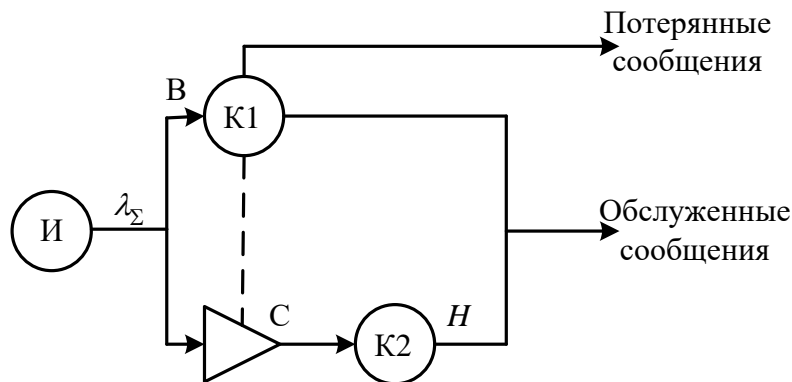 Потерянные
сообщения
В
К1
λΣ
И
Обслуженные
сообщения
С
К2
H